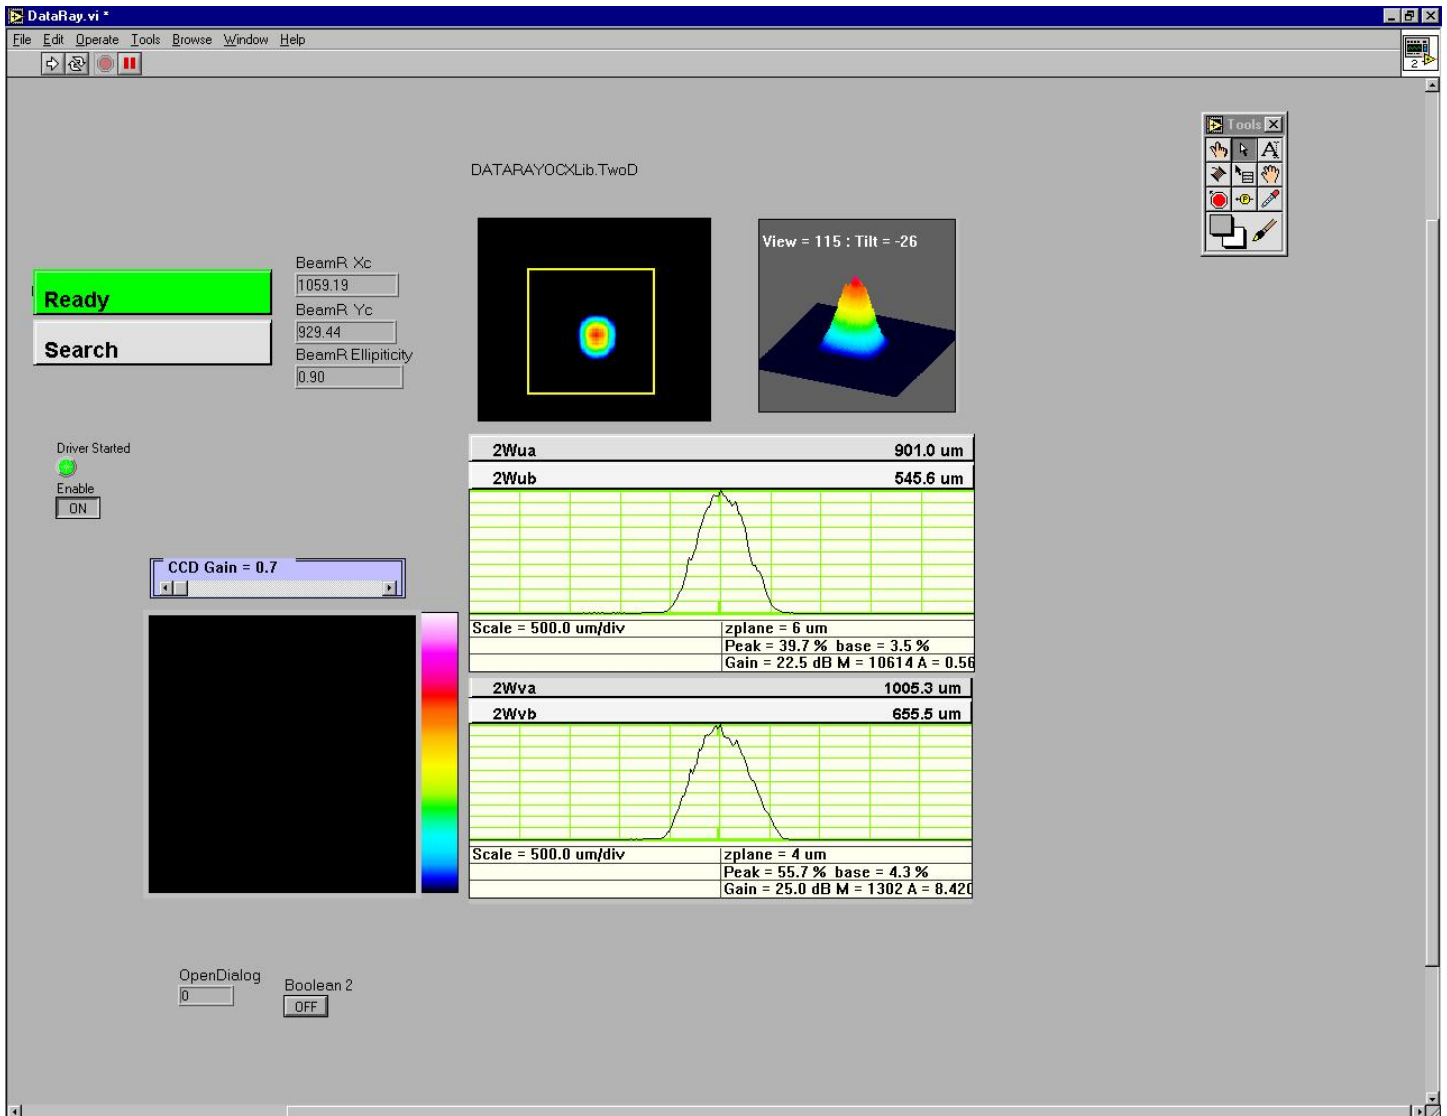 DataRay.vi *
File Edit Operate Tools Browse Window Help
2
Tools
DATARAYOCXLib.TwoD
View = 115 : Tilt = -26
BeamR Xc
1059.19
Ready
BeamR Yc
929.44
Search
BeamR Ellipiticity
0.90
Driver Started
Enable
ON
2Wua 901.0 um
2Wub 545.6 um
CCD Gain = 0.7
Scale = 500.0 um/div zplane = 6 um
Peak = 39.7 % base = 3.5 %
Gain = 22.5 dB M = 10614 A = 0.56
2Wva 1005.3 um
2Wvb 655.5 um
Scale = 500.0 um/div zplane = 4 um
Peak = 55.7 % base = 4.3 %
Gain = 25.0 dB M = 1302 A = 8.420
OpenDialog
0
Boolean 2
OFF